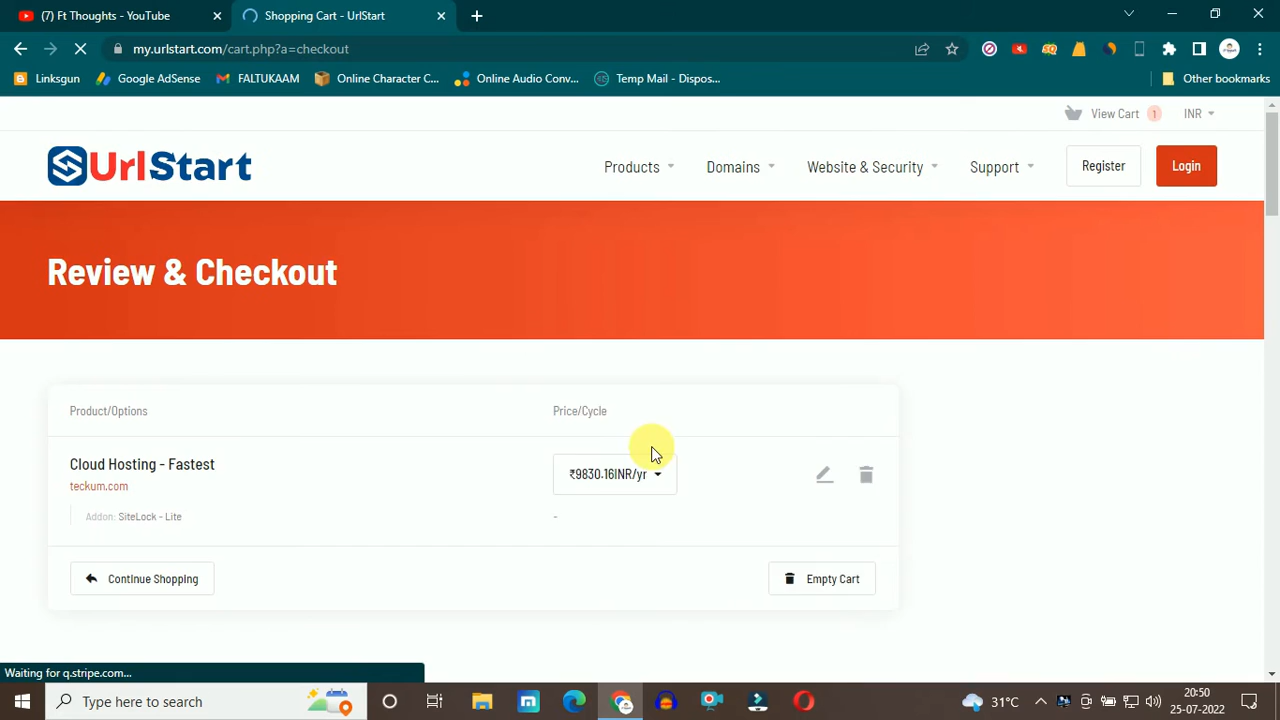 (7) Ft Thoughts - YouTube
Shopping Cart - UrlStart
my.urlstart.com/cart.php?a=checkout
Linksgun
Google AdSense
FALTUKAAM
Online Character C...
Online Audio Conv...
Temp Mail - Dispos...
Other bookmarks
View Cart 1
INR
UrlStart
Products
Domains
Website & Security
Support
Register
Login
Review & Checkout
Product/Options
Price/Cycle
Cloud Hosting - Fastest
teckum.com
₹9830.16INR/yr
Addon: SiteLock - Lite
-
Continue Shopping
Empty Cart
Waiting for q.stripe.com...
Type here to search
31°C
20:50
25-07-2022